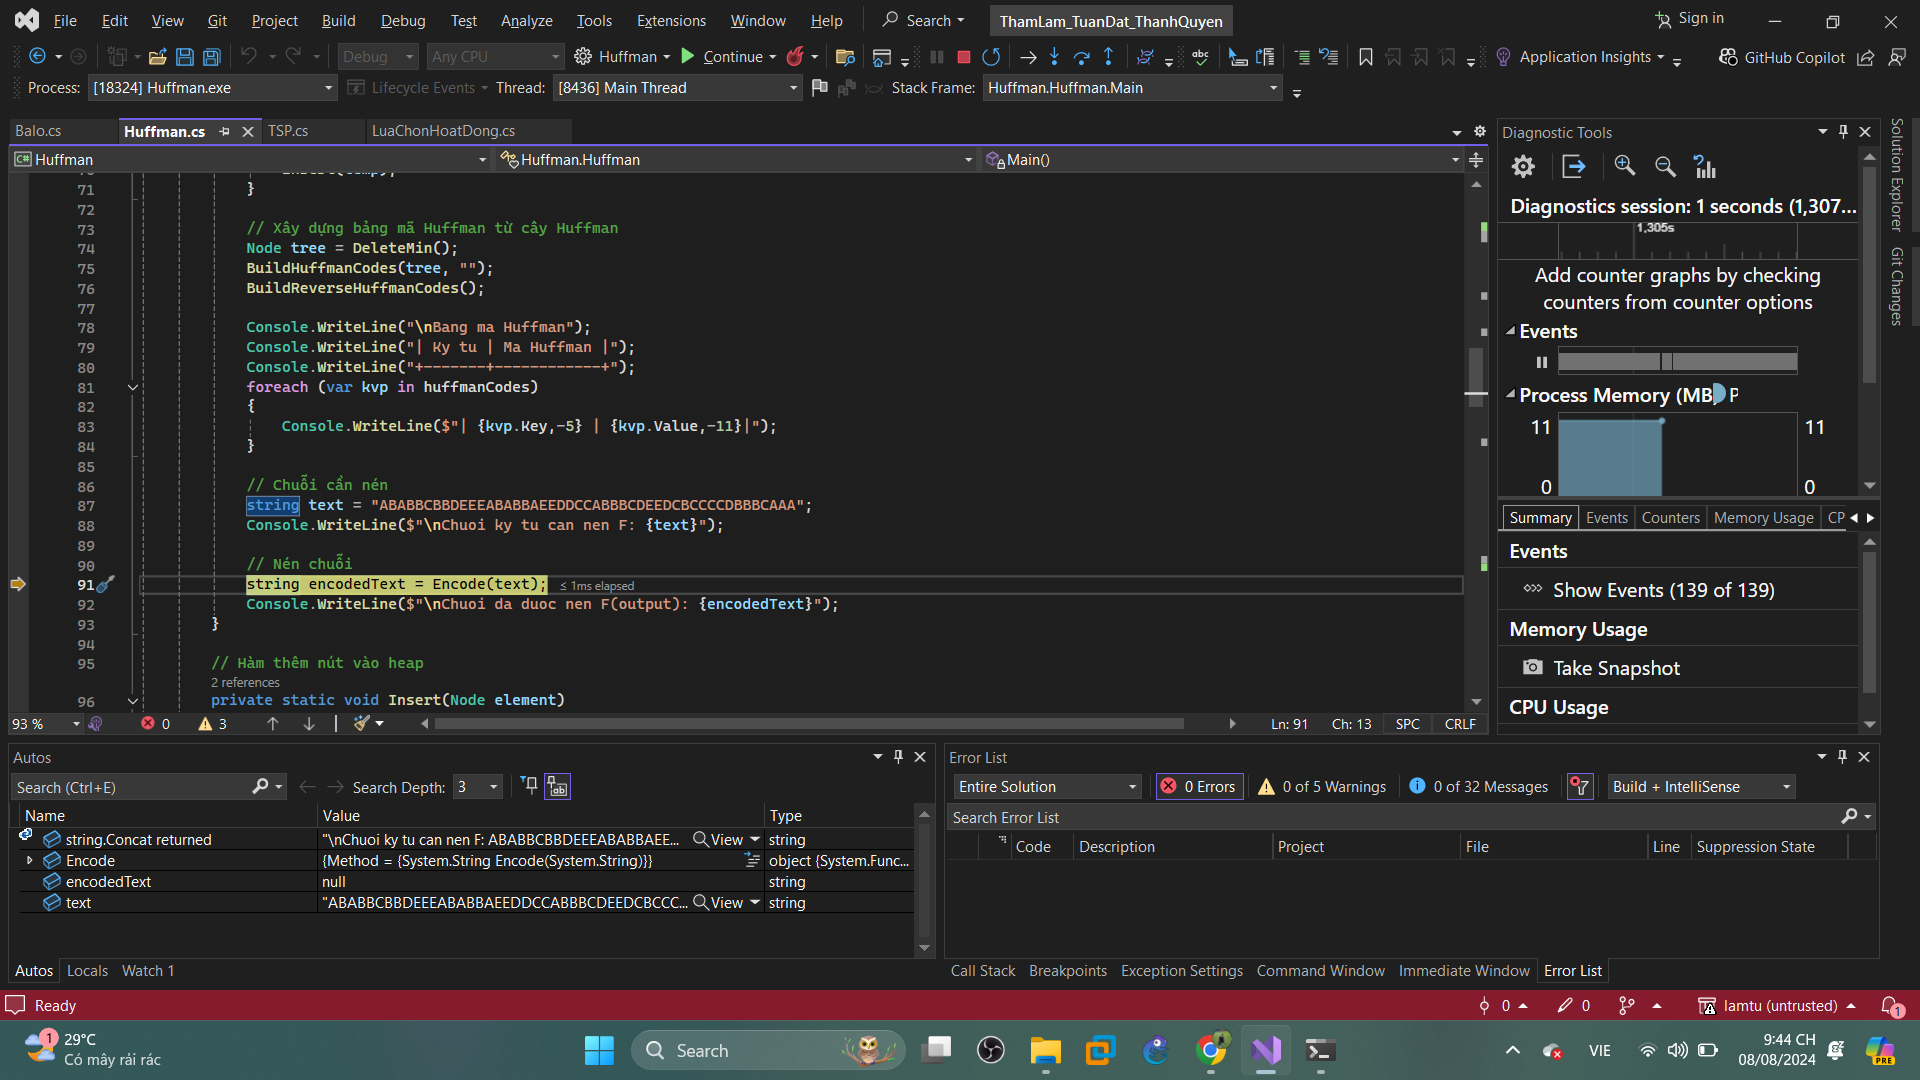 File Edit View Git Project Build Debug Test Analyze Tools Extensions Window Help Search ThamLam_TuanDat_ThanhQuyen Sign in
Debug Any CPU Huffman Continue Application Insights GitHub Copilot
Process: [18324] Huffman.exe Lifecycle Events Thread: [8436] Main Thread Stack Frame: Huffman.Huffman.Main
Balo.cs Huffman.cs TSP.cs LuaChonHoatDong.cs
Huffman Huffman.Huffman Main()
71 }
72
73 // Xây dựng bảng mã Huffman từ cây Huffman
74 Node tree = DeleteMin();
75 BuildHuffmanCodes(tree, "");
76 BuildReverseHuffmanCodes();
77
78 Console.WriteLine("\nBang ma Huffman");
79 Console.WriteLine("| Ky tu | Ma Huffman |");
80 Console.WriteLine("+-------+------------+");
81 foreach (var kvp in huffmanCodes)
82 {
83 Console.WriteLine($"| {kvp.Key,-5} | {kvp.Value,-11}|");
84 }
85
86 // Chuỗi cần nén
87 string text = "ABABBCBBDEEEABABBAEEDDCCABBBCDEEDCBCCCCDBBBCAAA";
88 Console.WriteLine($"\nChuoi ky tu can nen F: {text}");
89
90 // Nén chuỗi
91 string encodedText = Encode(text); ≤ 1ms elapsed
92 Console.WriteLine($"\nChuoi da duoc nen F(output): {encodedText}");
93 }
94
95 // Hàm thêm nút vào heap
2 references
96 private static void Insert(Node element)
93 % 0 3 Ln: 91 Ch: 13 SPC CRLF
Diagnostic Tools
Diagnostics session: 1 seconds (1,307...
1,305s
Add counter graphs by checking
counters from counter options
Events
Process Memory (MB) P
11 11
0 0
Summary Events Counters Memory Usage CP
Events
Show Events (139 of 139)
Memory Usage
Take Snapshot
CPU Usage
Solution Explorer
Git Changes
Autos
Search (Ctrl+E) Search Depth: 3
Name Value Type
string.Concat returned "\nChuoi ky tu can nen F: ABABBCBBDEEEABABBAEE... View string
Encode {Method = {System.String Encode(System.String)}} object {System.Func...
encodedText null string
text "ABABBCBBDEEEABABBAEEDDCCABBBCDEEDCBCCC... View string
Autos Locals Watch 1
Error List
Entire Solution 0 Errors 0 of 5 Warnings 0 of 32 Messages Build + IntelliSense
Search Error List
Code Description Project File Line Suppression State
Call Stack Breakpoints Exception Settings Command Window Immediate Window Error List
Ready 0 0 lamtu (untrusted) 1
1 29°C
Có mây rải rác
Search
VIE
9:44 CH
08/08/2024
PRE